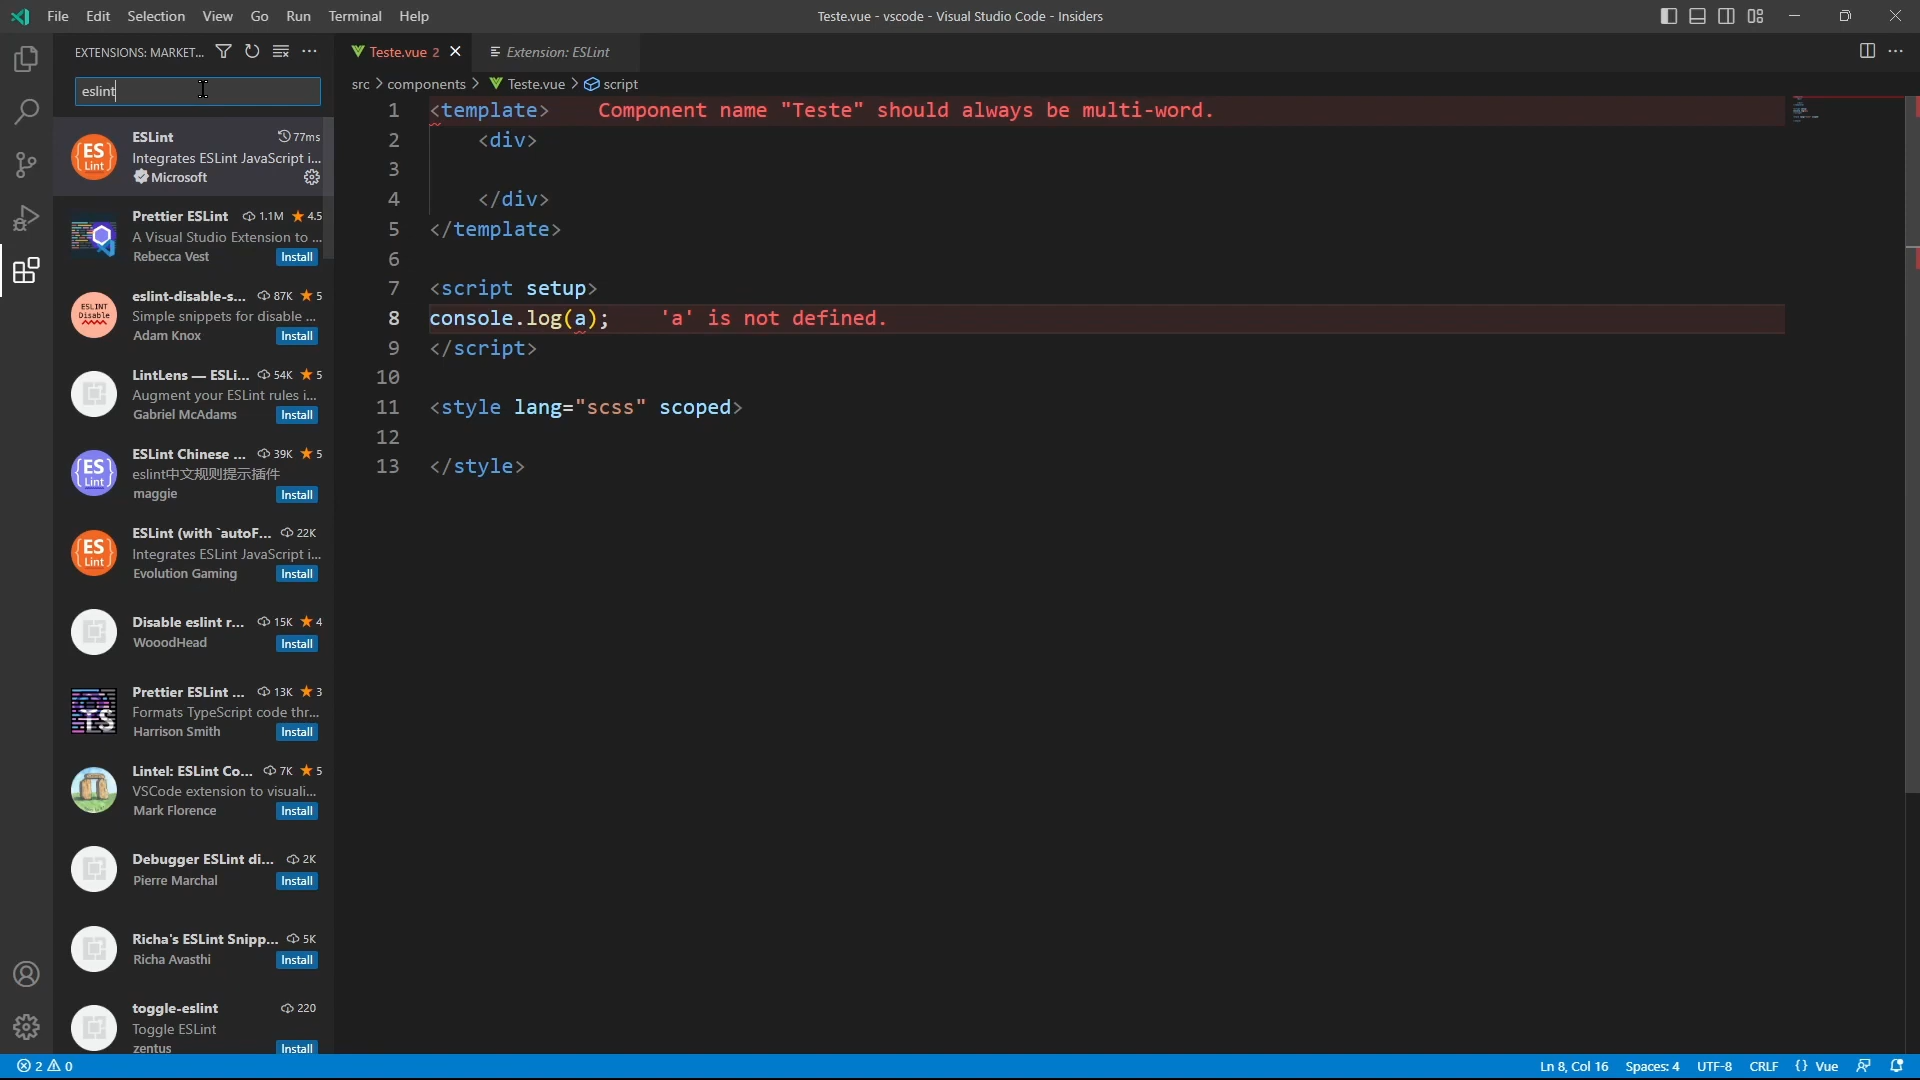 File Edit Selection View Go Run Terminal Help
Teste.vue - vscode - Visual Studio Code - Insiders
EXTENSIONS: MARKET...
Teste.vue 2
Extension: ESLint
eslint
src > components > Teste.vue > script
ESLint 77ms
Integrates ESLint JavaScript i...
Microsoft
Prettier ESLint 1.1M ★ 4.5
A Visual Studio Extension to ...
Rebecca Vest Install
ESLINT Disable
eslint-disable-s... 87K ★ 5
Simple snippets for disable ...
Adam Knox Install
LintLens — ESLi... 54K ★ 5
Augment your ESLint rules i...
Gabriel McAdams Install
ESLint Chinese ... 39K ★ 5
eslint中文规则提示插件
maggie Install
ESLint (with `autoF... 22K
Integrates ESLint JavaScript i...
Evolution Gaming Install
Disable eslint r... 15K ★ 4
WooodHead Install
Prettier ESLint ... 13K ★ 3
Formats TypeScript code thr...
Harrison Smith Install
Lintel: ESLint Co... 7K ★ 5
VSCode extension to visuali...
Mark Florence Install
Debugger ESLint di... 2K
Pierre Marchal Install
Richa's ESLint Snipp... 5K
Richa Avasthi Install
toggle-eslint 220
Toggle ESLint
zentus Install
1 <template> Component name "Teste" should always be multi-word.
2 <div>
3
4 </div>
5 </template>
6
7 <script setup>
8 console.log(a); 'a' is not defined.
9 </script>
10
11 <style lang="scss" scoped>
12
13 </style>
2 0
Ln 8, Col 16 Spaces: 4 UTF-8 CRLF {} Vue